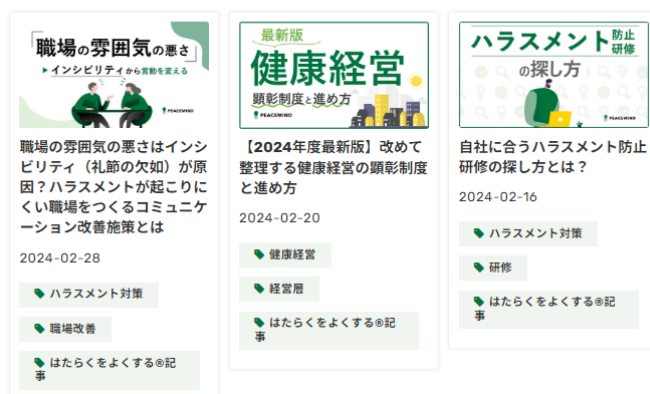 「職場の雰囲気の悪さ」
▶インシビリティから言動を変える
PEACEMIND
職場の雰囲気の悪さはインシ
ビリティ（礼節の欠如）が原
因？ハラスメントが起こりに
くい職場をつくるコミュニケ
ーション改善施策とは
2024-02-28
ハラスメント対策
職場改善
はたらくをよくする®記
事
最新版
健康経営
顕彰制度と進め方
PEACEMIND
【2024年度最新版】改めて
整理する健康経営の顕彰制度
と進め方
2024-02-20
健康経営
経営層
はたらくをよくする®記
事
ハラスメント防止
研修
の探し方
PEACEMIND
自社に合うハラスメント防止
研修の探し方とは？
2024-02-16
ハラスメント対策
研修
はたらくをよくする®記
事